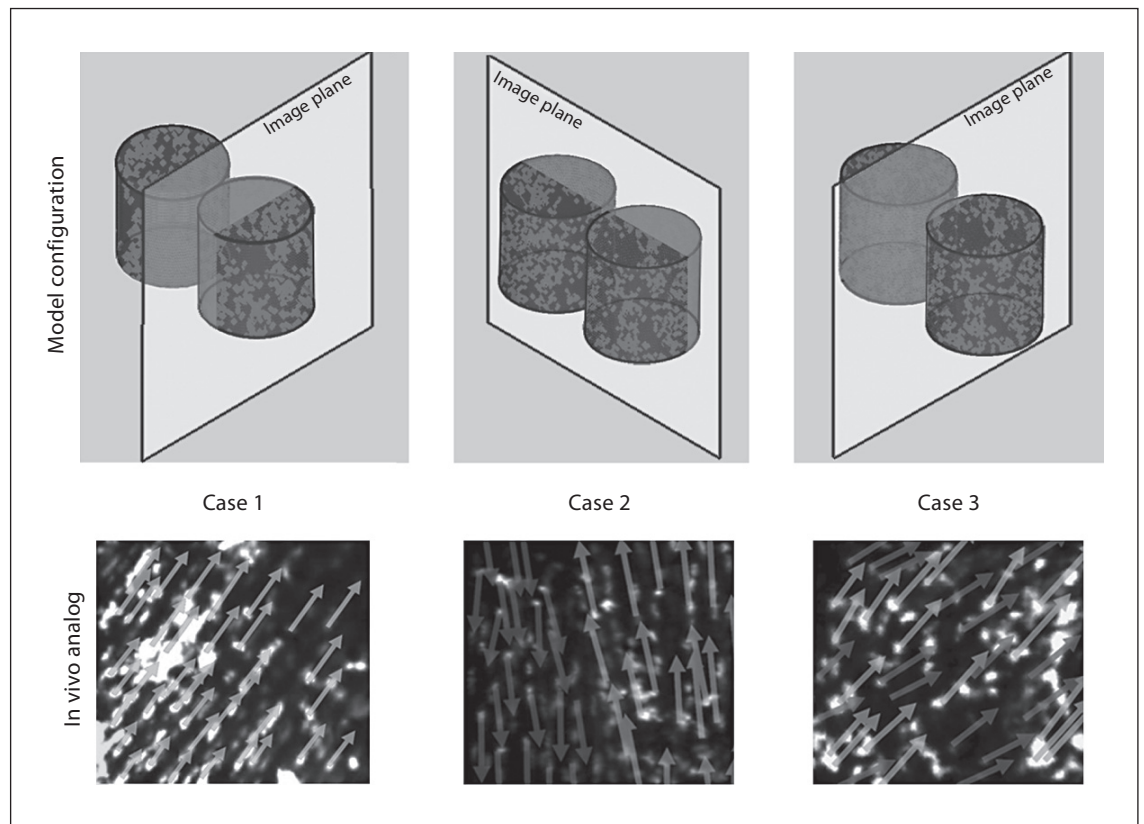 Model configuration
Image plane
Image plane
Image plane
Case 1
Case 2
Case 3
In vivo analog